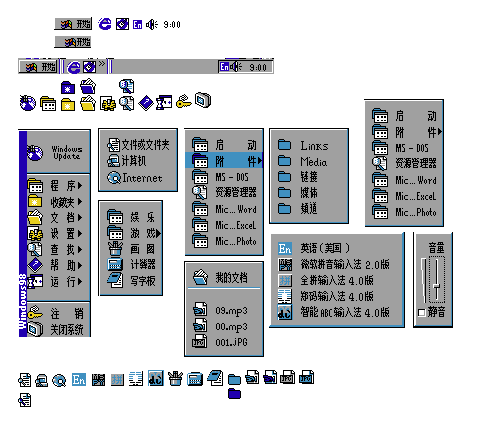 开始 9:00
开始
开始 9:00
Windows Update
程 序
收藏夹
文 档
设 置
查 找
帮 助
运 行
注 销
关闭系统
Windows98
文件或文件夹
计算机
Internet
娱 乐
游 戏
画 图
计算器
写字板
启 动
附 件
MS-DOS
资源管理器
Mic...Word
Mic...Excel
Mic...Photo
我的文档
09.mp3
00.mp3
001.JPG
Links
Media
链接
媒体
频道
En 英语(美国)
微软拼音输入法 2.0版
全拼输入法 4.0版
郑码输入法 4.0版
智能ABC输入法 4.0版
启 动
附 件
MS-DOS
资源管理器
Mic...Word
Mic...Excel
Mic...Photo
音量
静音
En